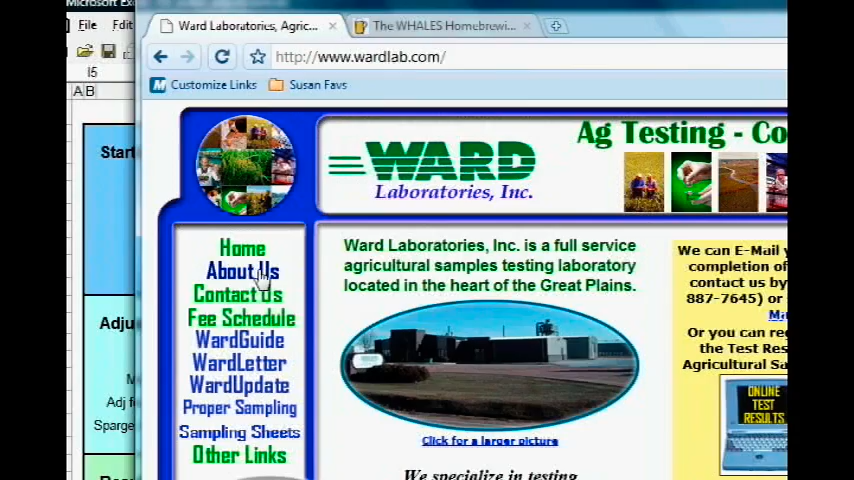 Microsoft Ex
Ward Laboratories, Agric...
The WHALES Homebrewi...
File Edit
http://www.wardlab.com/
I5
Customize Links
Susan Favs
A B
Ag Testing - Co
Start
WARD
Laboratories, Inc.
Home
About Us
Contact Us
Fee Schedule
WardGuide
WardLetter
WardUpdate
Proper Sampling
Sampling Sheets
Other Links
Ward Laboratories, Inc. is a full service
agricultural samples testing laboratory
located in the heart of the Great Plains.
Click for a larger picture
We specialize in testing
We can E-Mail y
completion of
contact us by
887-7645) or
Ma
Or you can re
the Test Res
Agricultural Sa
ONLINE
TEST
RESULTS
Adju
M
Adj f
Sparge